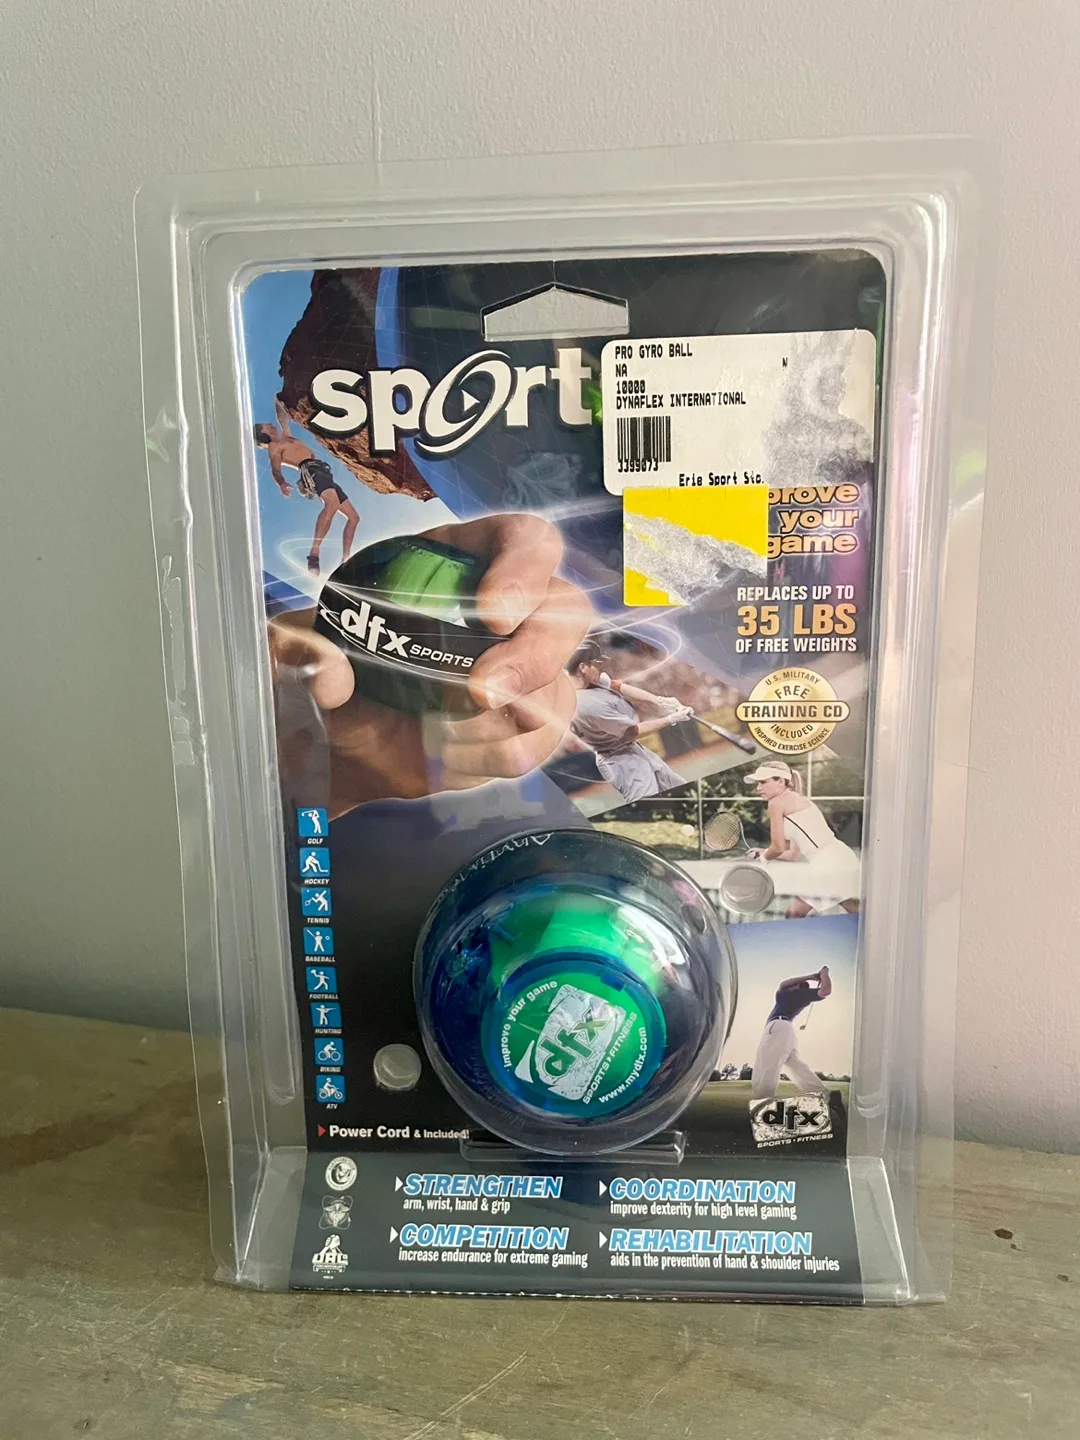 sport
PRO GYRO BALL
NA
10000
DYNAFLEX INTERNATIONAL
3399073
Erie Sport Sto
your
game
REPLACES UP TO
35 LBS
OF FREE WEIGHTS
U.S. MILITARY
FREE
TRAINING CD
INCLUDED
INSPIRED EXERCISE SCIENCE
dfx SPORTS
GOLF
HOCKEY
TENNIS
BASEBALL
FOOTBALL
HUNTING
BIKING
ATV
improve your game
dfx
SPORTS • FITNESS
www.mydfx.com
dfx
SPORTS • FITNESS
Power Cord & Included!
STRENGTHEN
arm, wrist, hand & grip
COORDINATION
improve dexterity for high level gaming
COMPETITION
increase endurance for extreme gaming
REHABILITATION
aids in the prevention of hand & shoulder injuries